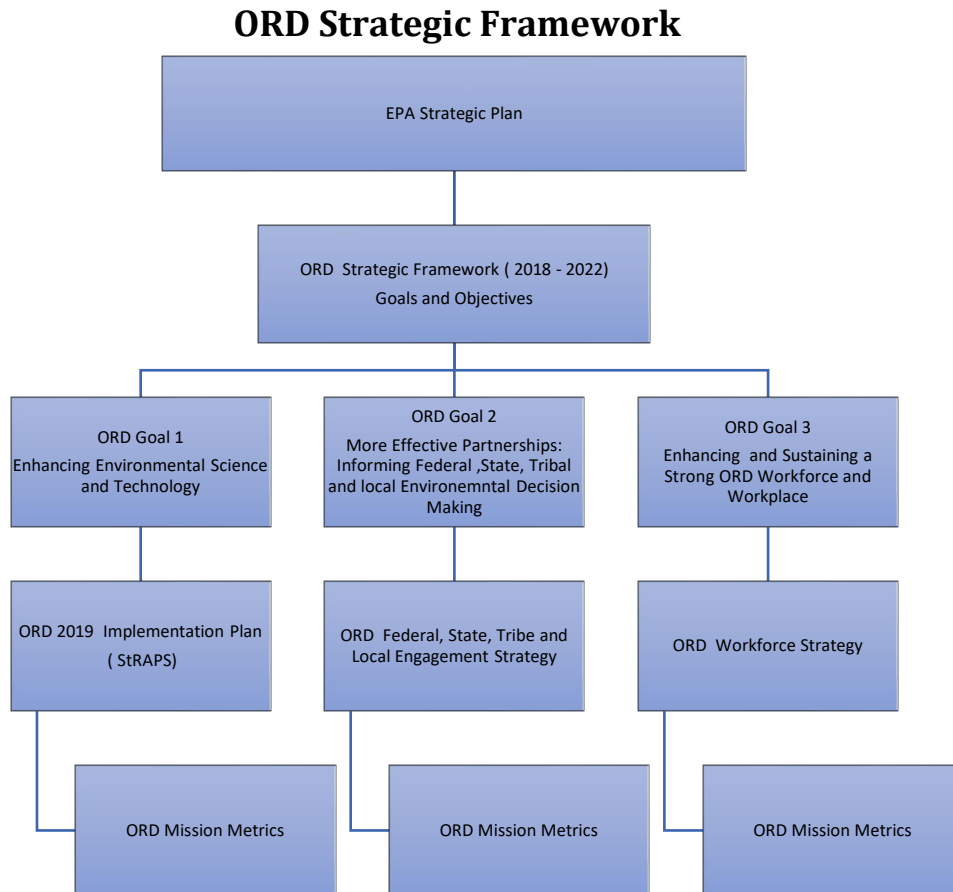 ORD Strategic Framework
EPA Strategic Plan
ORD Strategic Framework ( 2018 - 2022)
Goals and Objectives
ORD Goal 1
Enhancing Environmental Science
and Technology
ORD Goal 2
More Effective Partnerships:
Informing Federal ,State, Tribal
and local Environemntal Decision
Making
ORD Goal 3
Enhancing and Sustaining a
Strong ORD Workforce and
Workplace
ORD 2019 Implementation Plan
( StRAPS)
ORD Federal, State, Tribe and
Local Engagement Strategy
ORD Workforce Strategy
ORD Mission Metrics
ORD Mission Metrics
ORD Mission Metrics